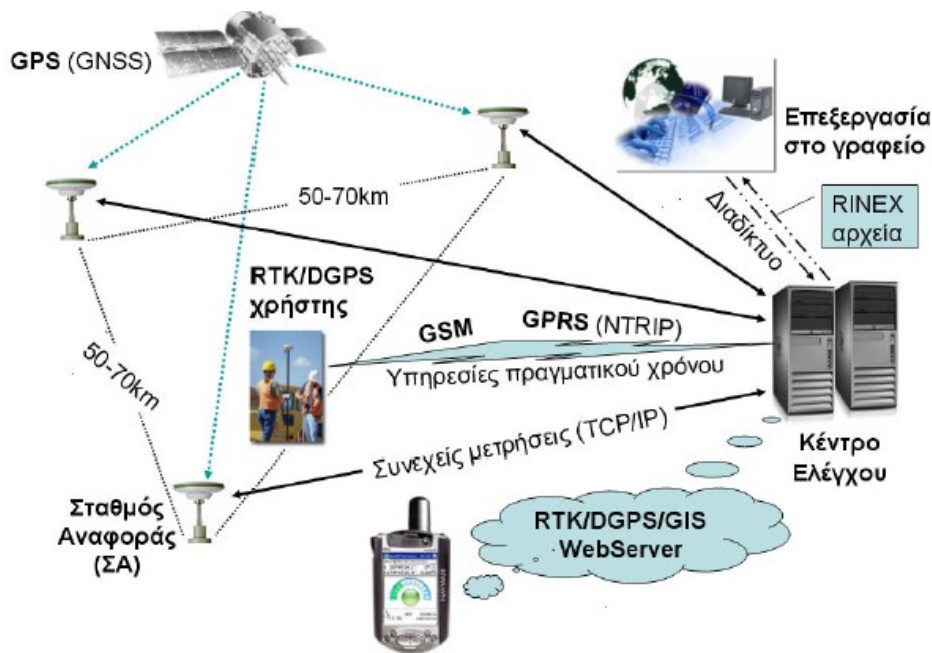 GPS (GNSS)
Επεξεργασία
στο γραφείο
50-70km
RINEX
αρχεία
Διαδίκτυο
RTK/DGPS
χρήστης
GSM
GPRS (NTRIP)
Υπηρεσίες πραγματικού χρόνου
50-70km
Συνεχείς μετρήσεις (TCP/IP)
Κέντρο
Ελέγχου
Σταθμός
Αναφοράς
(ΣΑ)
RTK/DGPS/GIS
WebServer